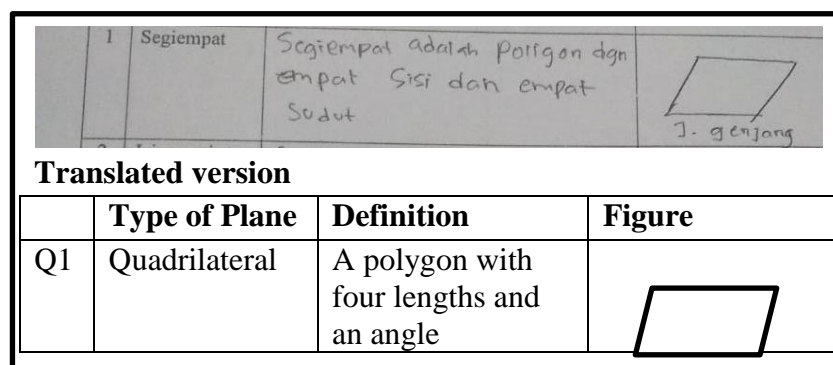 1 Segiempat Segiempat adalah poligon dgn
empat Sisi dan empat
Sudut
J. genjang
Translated version
Type of Plane Definition Figure
Q1 Quadrilateral A polygon with
four lengths and
an angle